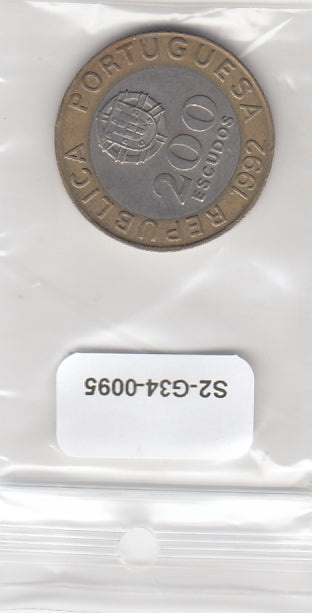 REPUBLICA PORTUGUESA 1992
200
ESCUDOS
S2-G34-0095